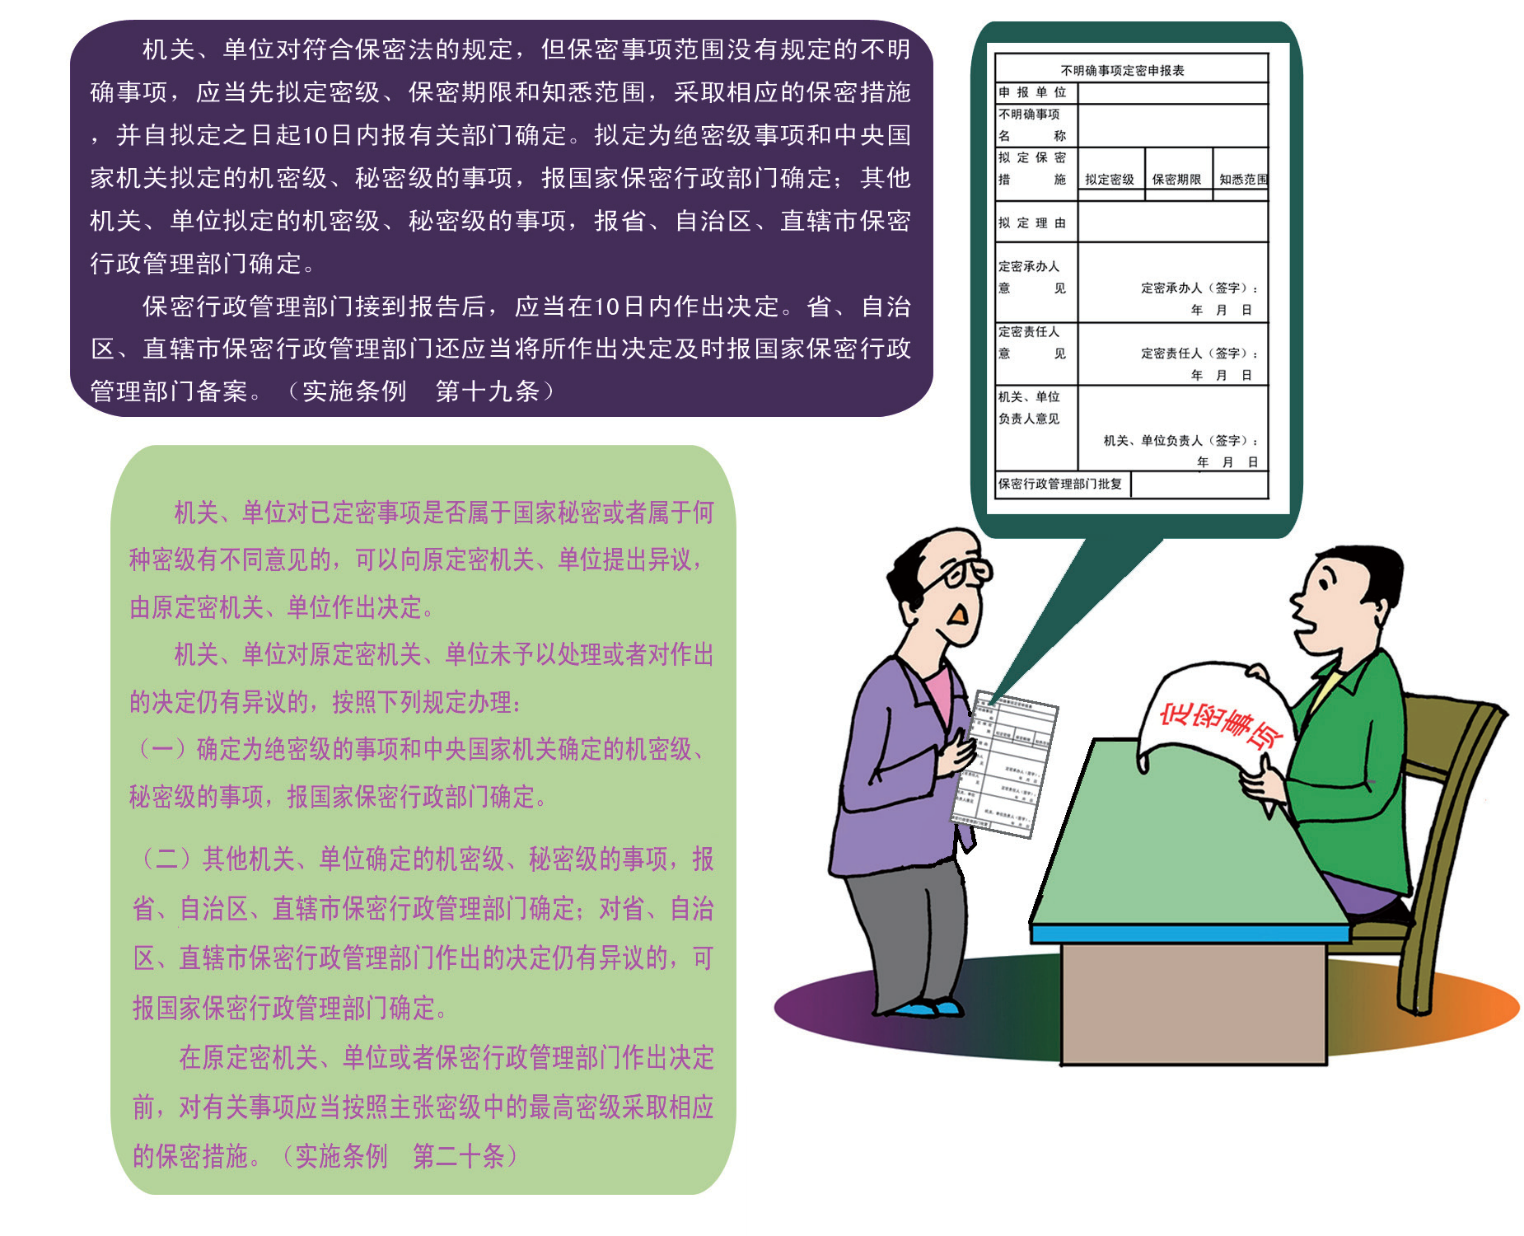 机关、单位对符合保密法的规定，但保密事项范围没有规定的不明
确事项，应当先拟定密级、保密期限和知悉范围，采取相应的保密措施
，并自拟定之日起10日内报有关部门确定。拟定为绝密级事项和中央国
家机关拟定的机密级、秘密级的事项，报国家保密行政部门确定；其他
机关、单位拟定的机密级、秘密级的事项，报省、自治区、直辖市保密
行政管理部门确定。
保密行政管理部门接到报告后，应当在10日内作出决定。省、自治
区、直辖市保密行政管理部门还应当将所作出决定及时报国家保密行政
管理部门备案。（实施条例　第十九条）
不明确事项定密申报表
申报单位
不明确事项
名称
拟定保密
措施 拟定密级 保密期限 知悉范围
拟定理由
定密承办人
意见 定密承办人（签字）：
年 月 日
定密责任人
意见 定密责任人（签字）：
年 月 日
机关、单位
负责人意见
机关、单位负责人（签字）：
年 月 日
保密行政管理部门批复
机关、单位对已定密事项是否属于国家秘密或者属于何
种密级有不同意见的，可以向原定密机关、单位提出异议，
由原定密机关、单位作出决定。
机关、单位对原定密机关、单位未予以处理或者对作出
的决定仍有异议的，按照下列规定办理：
（一）确定为绝密级的事项和中央国家机关确定的机密级、
秘密级的事项，报国家保密行政部门确定。
（二）其他机关、单位确定的机密级、秘密级的事项，报
省、自治区、直辖市保密行政管理部门确定；对省、自治
区、直辖市保密行政管理部门作出的决定仍有异议的，可
报国家保密行政管理部门确定。
在原定密机关、单位或者保密行政管理部门作出决定
前，对有关事项应当按照主张密级中的最高密级采取相应
的保密措施。（实施条例　第二十条）
定密事项